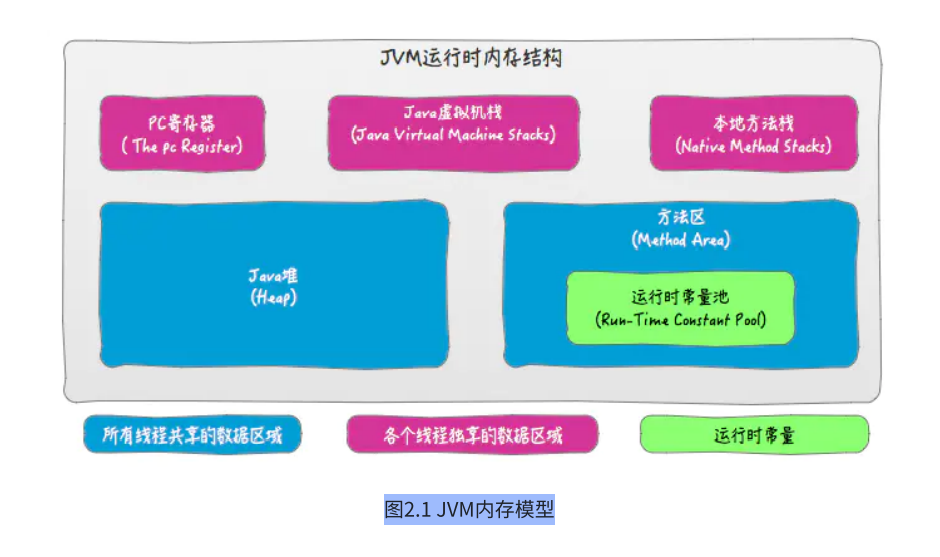 JVM运行时内存结构
PC寄存器
( The pc Register)
Java虚拟机栈
(Java Virtual Machine Stacks)
本地方法栈
(Native Method Stacks)
Java堆
(Heap)
方法区
(Method Area)
运行时常量池
(Run-Time Constant Pool)
所有线程共享的数据区域
各个线程独享的数据区域
运行时常量
图2.1 JVM内存模型